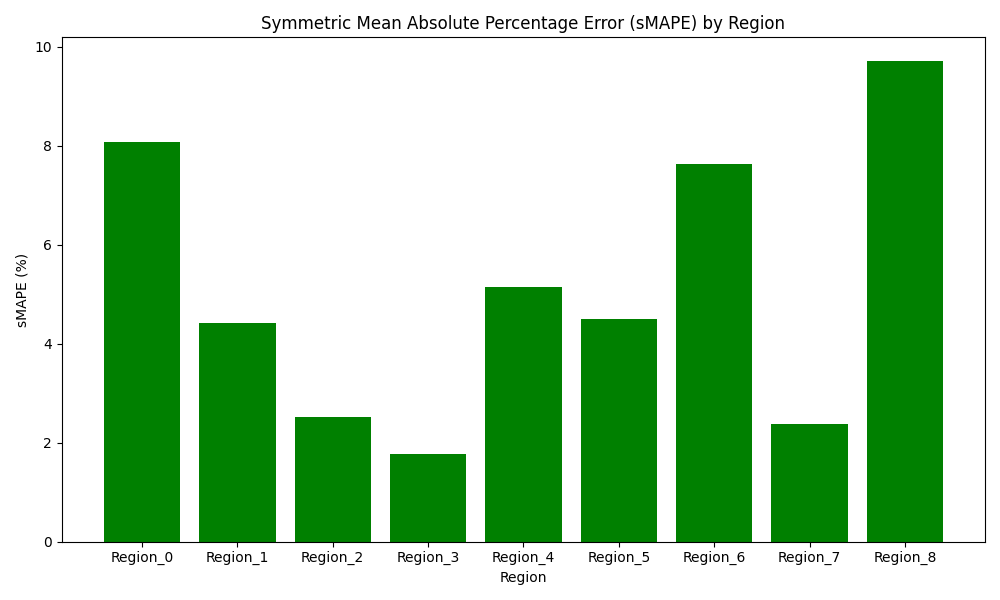 Symmetric Mean Absolute Percentage Error (sMAPE) by Region
sMAPE (%)
10
8
6
4
2
0
Region_0 Region_1 Region_2 Region_3 Region_4 Region_5 Region_6 Region_7 Region_8
Region